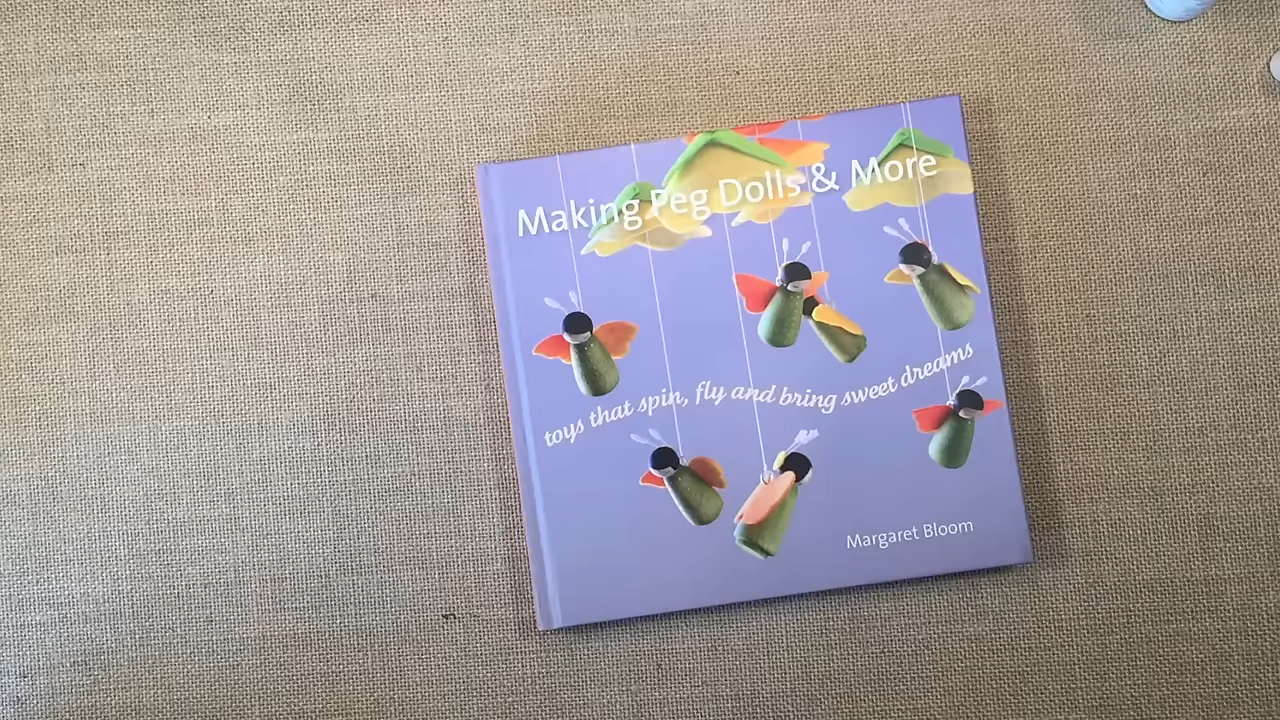 Making Peg Dolls & More
toys that spin, fly and bring sweet dreams
Margaret Bloom